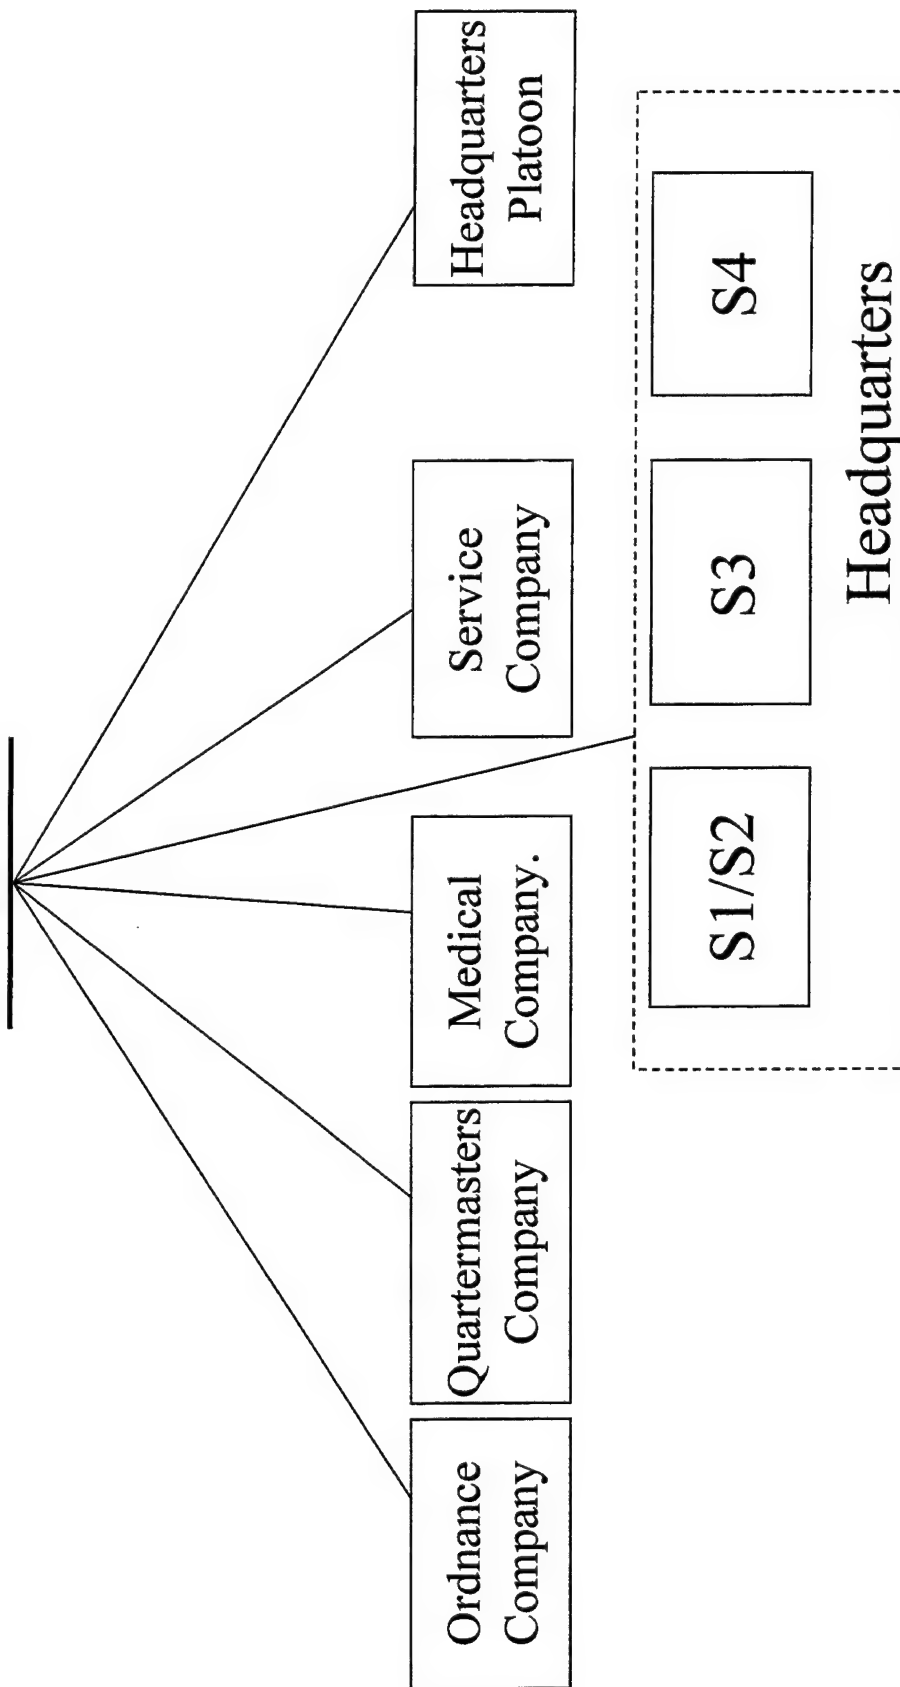 Ordnance
Company
Quartermasters
Company
Medical
Company.
Service
Company
Headquarters
Platoon
S1/S2
S3
S4
Headquarters